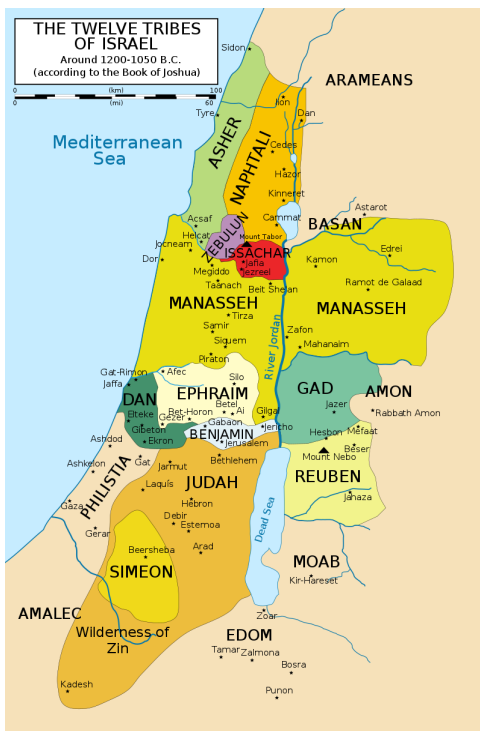 THE TWELVE TRIBES
OF ISRAEL
Around 1200-1050 B.C.
(according to the Book of Joshua)
0 (km) 100
0 (mi) 60
Sidon
ARAMEANS
Ijon
Tyre
Dan
Mediterranean
Sea
ASHER
NAPHTALI
Cedes
Hazor
Kinneret
Astarot
Acsaf
Cammat
BASAN
Helcat
ZEBULUN
Mount Tabor
Jocneam
ISSACHAR
Edrei
Dor
Jafla
Kamon
Megiddo
Jezreel
Taanach
Beit Shean
Ramot de Galaad
MANASSEH
MANASSEH
Tirza
Samir
River Jordan
Zafon
Siquem
Mahanaim
Piraton
Gat-Rimon
Afec
Jaffa
Silo
GAD
AMON
DAN
EPHRAIM
Betel
Jazer
Elteke
Bet-Horon
Ai
Gilgal
Rabbath Amon
Gezer
Gabaon
Gibeton
BENJAMIN
Jericho
Mefaat
Ekron
Jerusalem
Hesbon
Ashdod
Beser
Mount Nebo
Gat
Jarmut
Bethlehem
Ashkelon
PHILISTIA
REUBEN
JUDAH
Laquís
Jahaza
Hebron
Gaza
Dead Sea
Debir
Gerar
Estemoa
Beersheba
Arad
MOAB
SIMEON
Kir-Hareset
AMALEC
Zoar
Wilderness of
Zin
EDOM
Tamar
Zalmona
Bosra
Kadesh
Punon